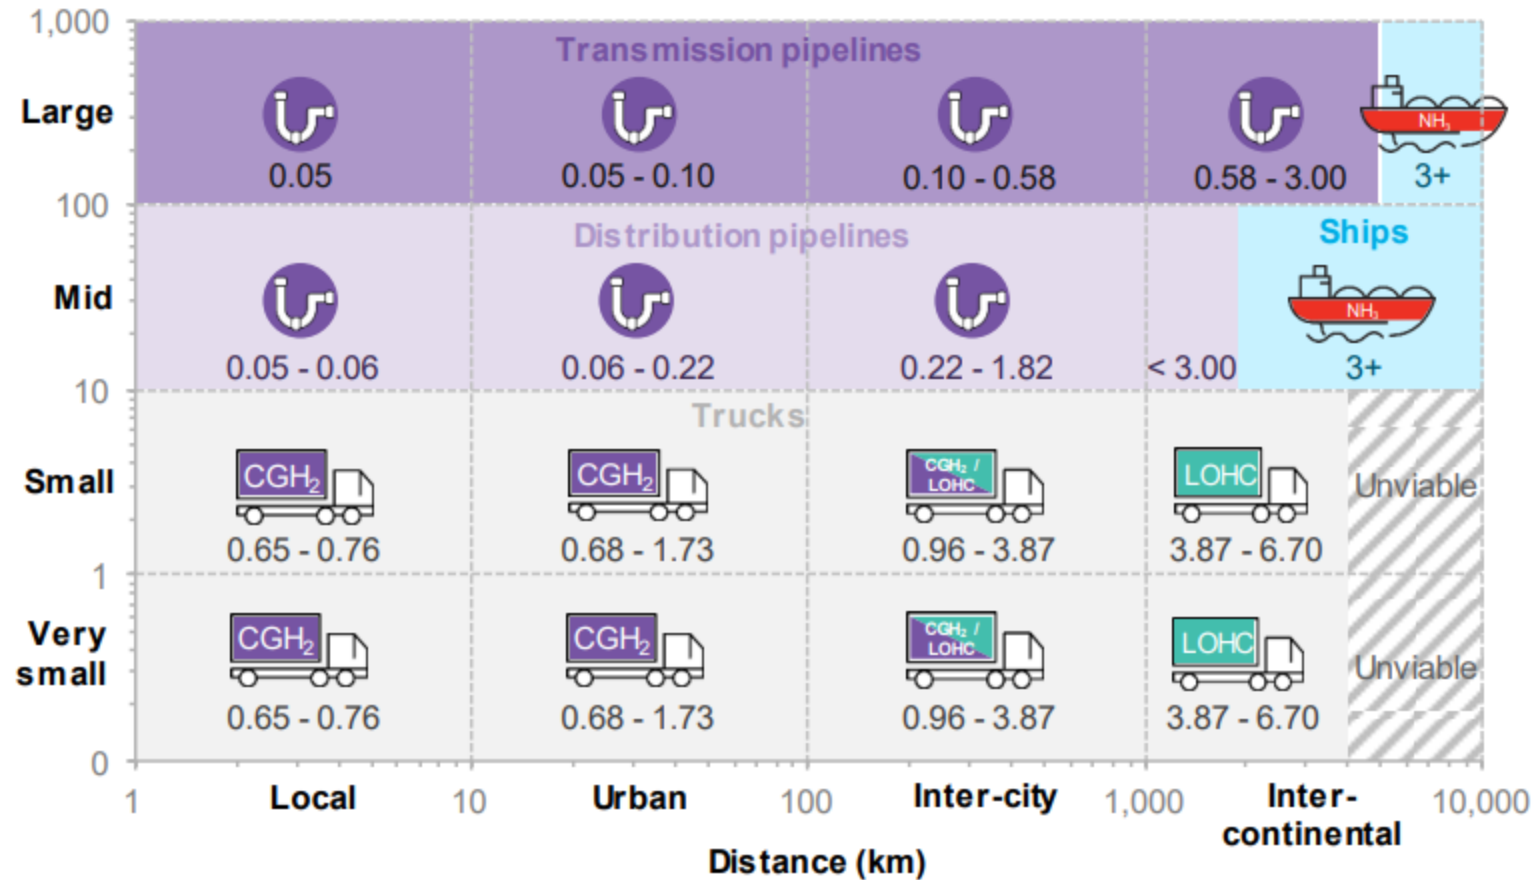 1,000
Transmission pipelines
Large
NH₃
0.05
0.05 - 0.10
0.10 - 0.58
0.58 - 3.00
3+
100
Distribution pipelines
Ships
Mid
NH₃
0.05 - 0.06
0.06 - 0.22
0.22 - 1.82
< 3.00
3+
10
Trucks
Small
CGH₂
CGH₂
CGH₂ /
LOHC
LOHC
Unviable
0.65 - 0.76
0.68 - 1.73
0.96 - 3.87
3.87 - 6.70
1
Very
small
CGH₂
CGH₂
CGH₂ /
LOHC
LOHC
Unviable
0.65 - 0.76
0.68 - 1.73
0.96 - 3.87
3.87 - 6.70
0
1
Local
10
Urban
100
Inter-city
1,000
Inter-
continental
10,000
Distance (km)